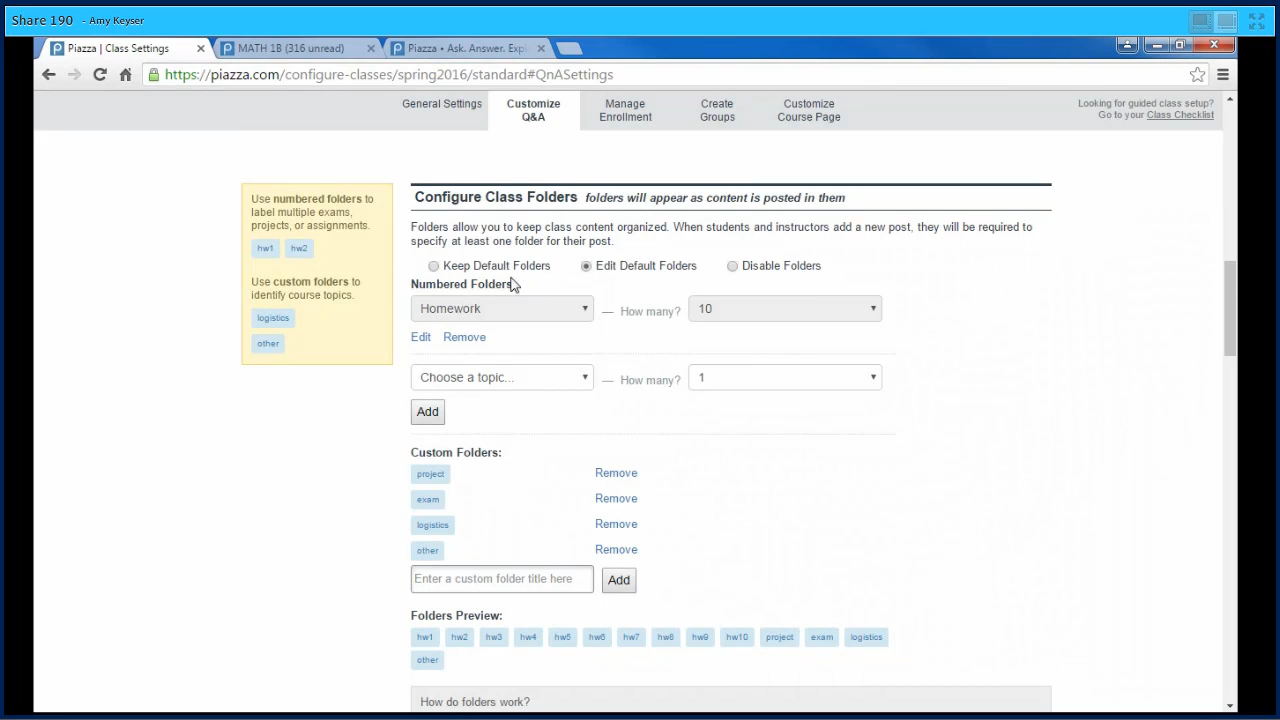 Share 190 - Amy Keyser
Piazza | Class Settings
MATH 1B (316 unread)
Piazza • Ask. Answer. Expl
https://piazza.com/configure-classes/spring2016/standard#QnASettings
General Settings
Customize
Q&A
Manage
Enrollment
Create
Groups
Customize
Course Page
Looking for guided class setup?
Go to your Class Checklist
Use numbered folders to
label multiple exams,
projects, or assignments.
hw1 hw2
Use custom folders to
identify course topics.
logistics
other
Configure Class Folders folders will appear as content is posted in them
Folders allow you to keep class content organized. When students and instructors add a new post, they will be required to
specify at least one folder for their post.
Keep Default Folders Edit Default Folders Disable Folders
Numbered Folders
Homework — How many? 10
Edit Remove
Choose a topic... — How many? 1
Add
Custom Folders:
project Remove
exam Remove
logistics Remove
other Remove
Enter a custom folder title here Add
Folders Preview:
hw1 hw2 hw3 hw4 hw5 hw6 hw7 hw8 hw9 hw10 project exam logistics
other
How do folders work?